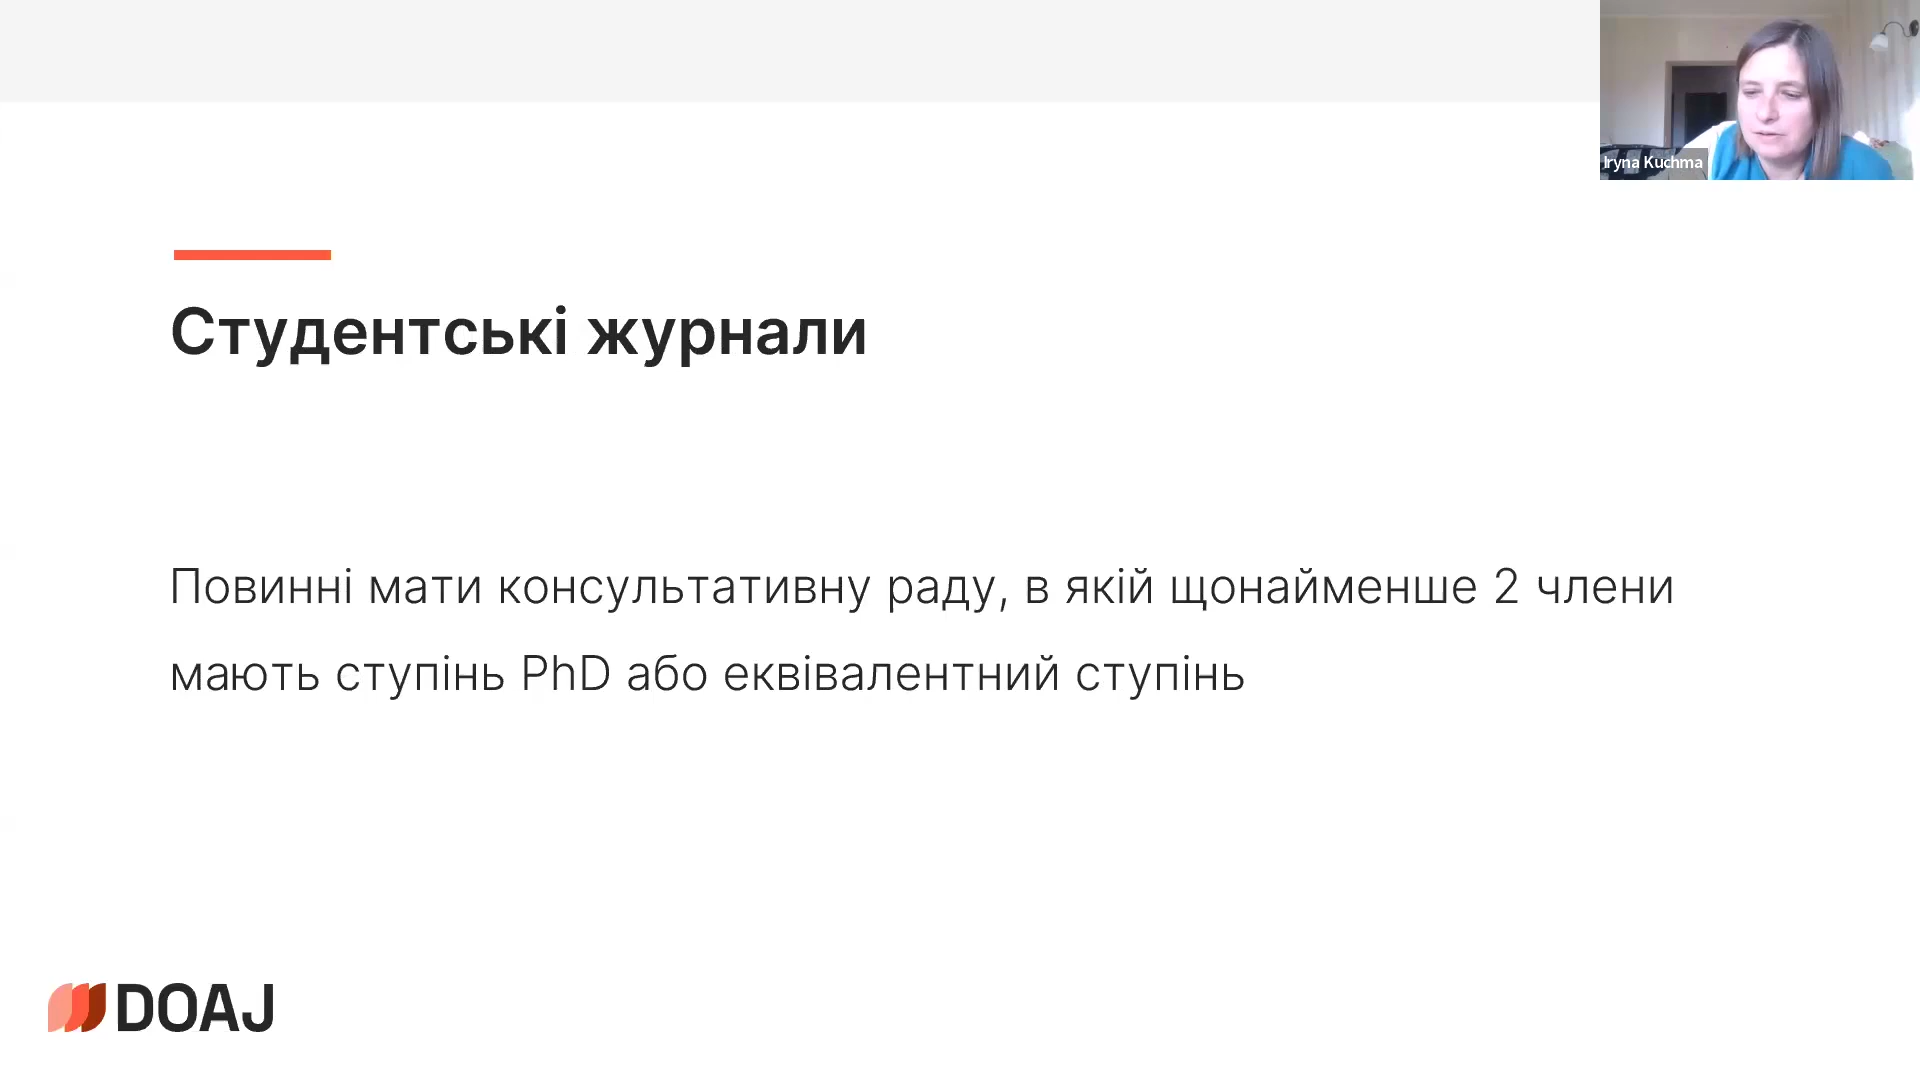 Iryna Kuchma
Студентські журнали
Повинні мати консультативну раду, в якій щонайменше 2 члени
мають ступінь PhD або еквівалентний ступінь
DOAJ